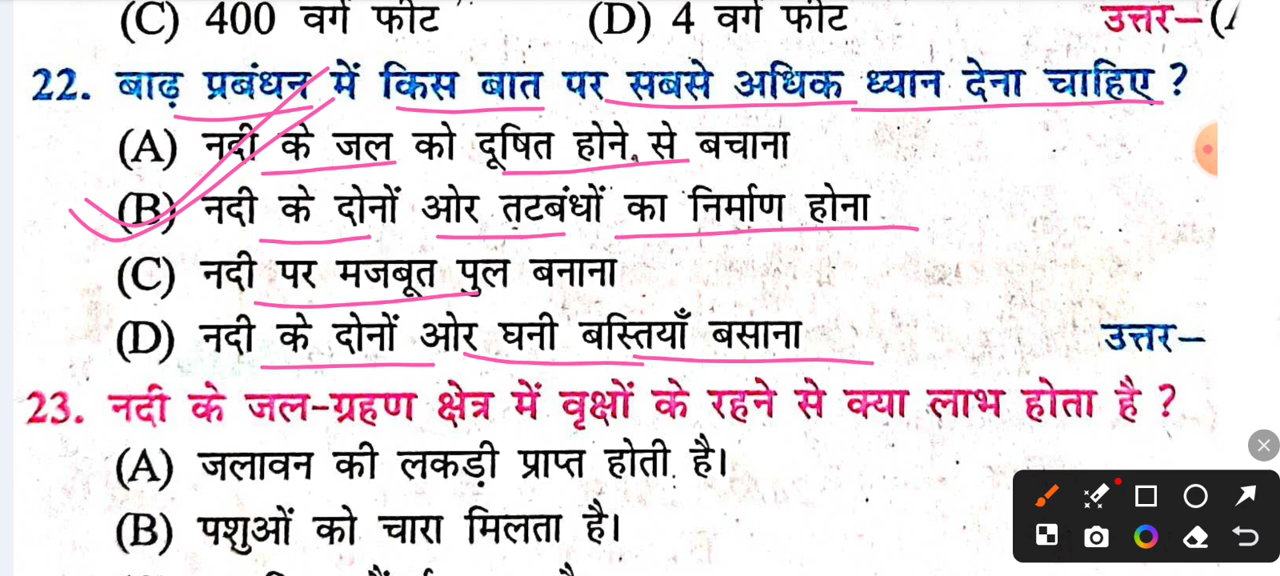 (C) 400 वर्ग फीट (D) 4 वर्ग फीट उत्तर–(
22. बाढ़ प्रबंधन में किस बात पर सबसे अधिक ध्यान देना चाहिए ?
(A) नदी के जल को दूषित होने से बचाना
(B) नदी के दोनों ओर तटबंधों का निर्माण होना
(C) नदी पर मजबूत पुल बनाना
(D) नदी के दोनों ओर घनी बस्तियाँ बसाना उत्तर–
23. नदी के जल-ग्रहण क्षेत्र में वृक्षों के रहने से क्या लाभ होता है ?
(A) जलावन की लकड़ी प्राप्त होती है।
(B) पशुओं को चारा मिलता है।